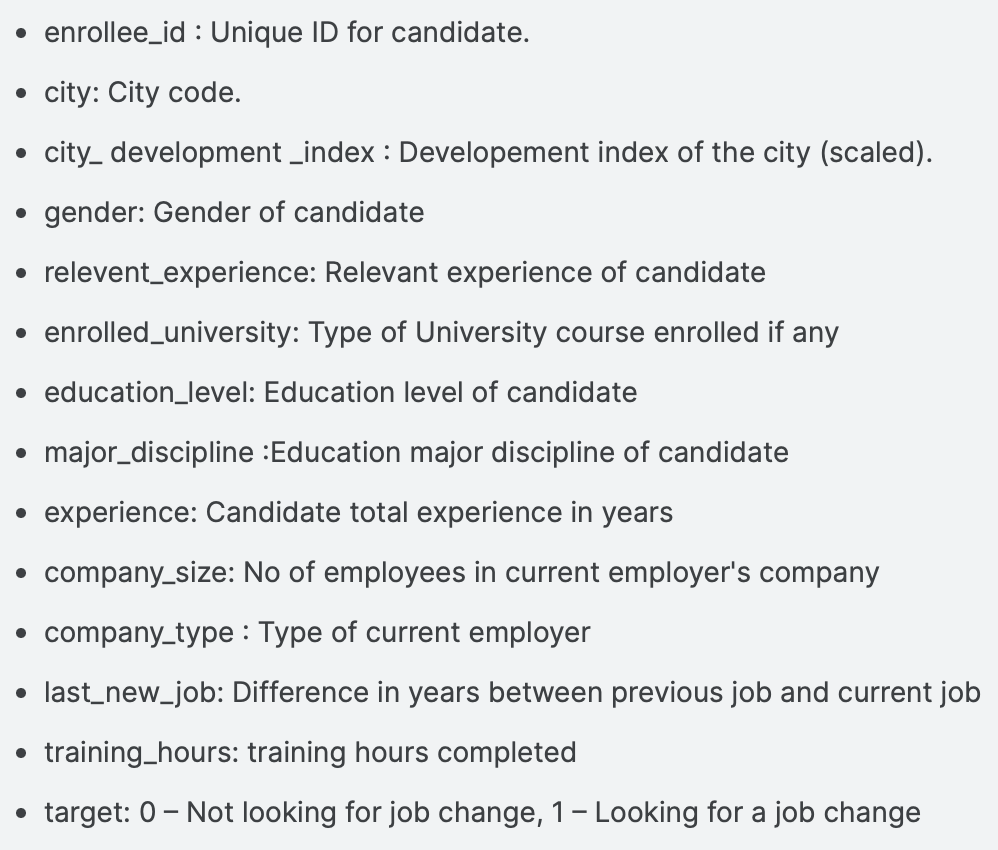 • enrollee_id : Unique ID for candidate.
• city: City code.
• city_ development _index : Developement index of the city (scaled).
• gender: Gender of candidate
• relevent_experience: Relevant experience of candidate
• enrolled_university: Type of University course enrolled if any
• education_level: Education level of candidate
• major_discipline :Education major discipline of candidate
• experience: Candidate total experience in years
• company_size: No of employees in current employer's company
• company_type : Type of current employer
• last_new_job: Difference in years between previous job and current job
• training_hours: training hours completed
• target: 0 – Not looking for job change, 1 – Looking for a job change